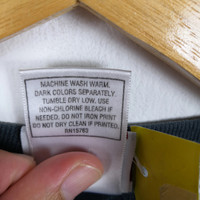 MACHINE WASH WARM,
DARK COLORS SEPARATELY.
TUMBLE DRY LOW. USE
NON-CHLORINE BLEACH IF
NEEDED. DO NOT IRON PRINT
DO NOT DRY CLEAN IF PRINTED.
RN15763